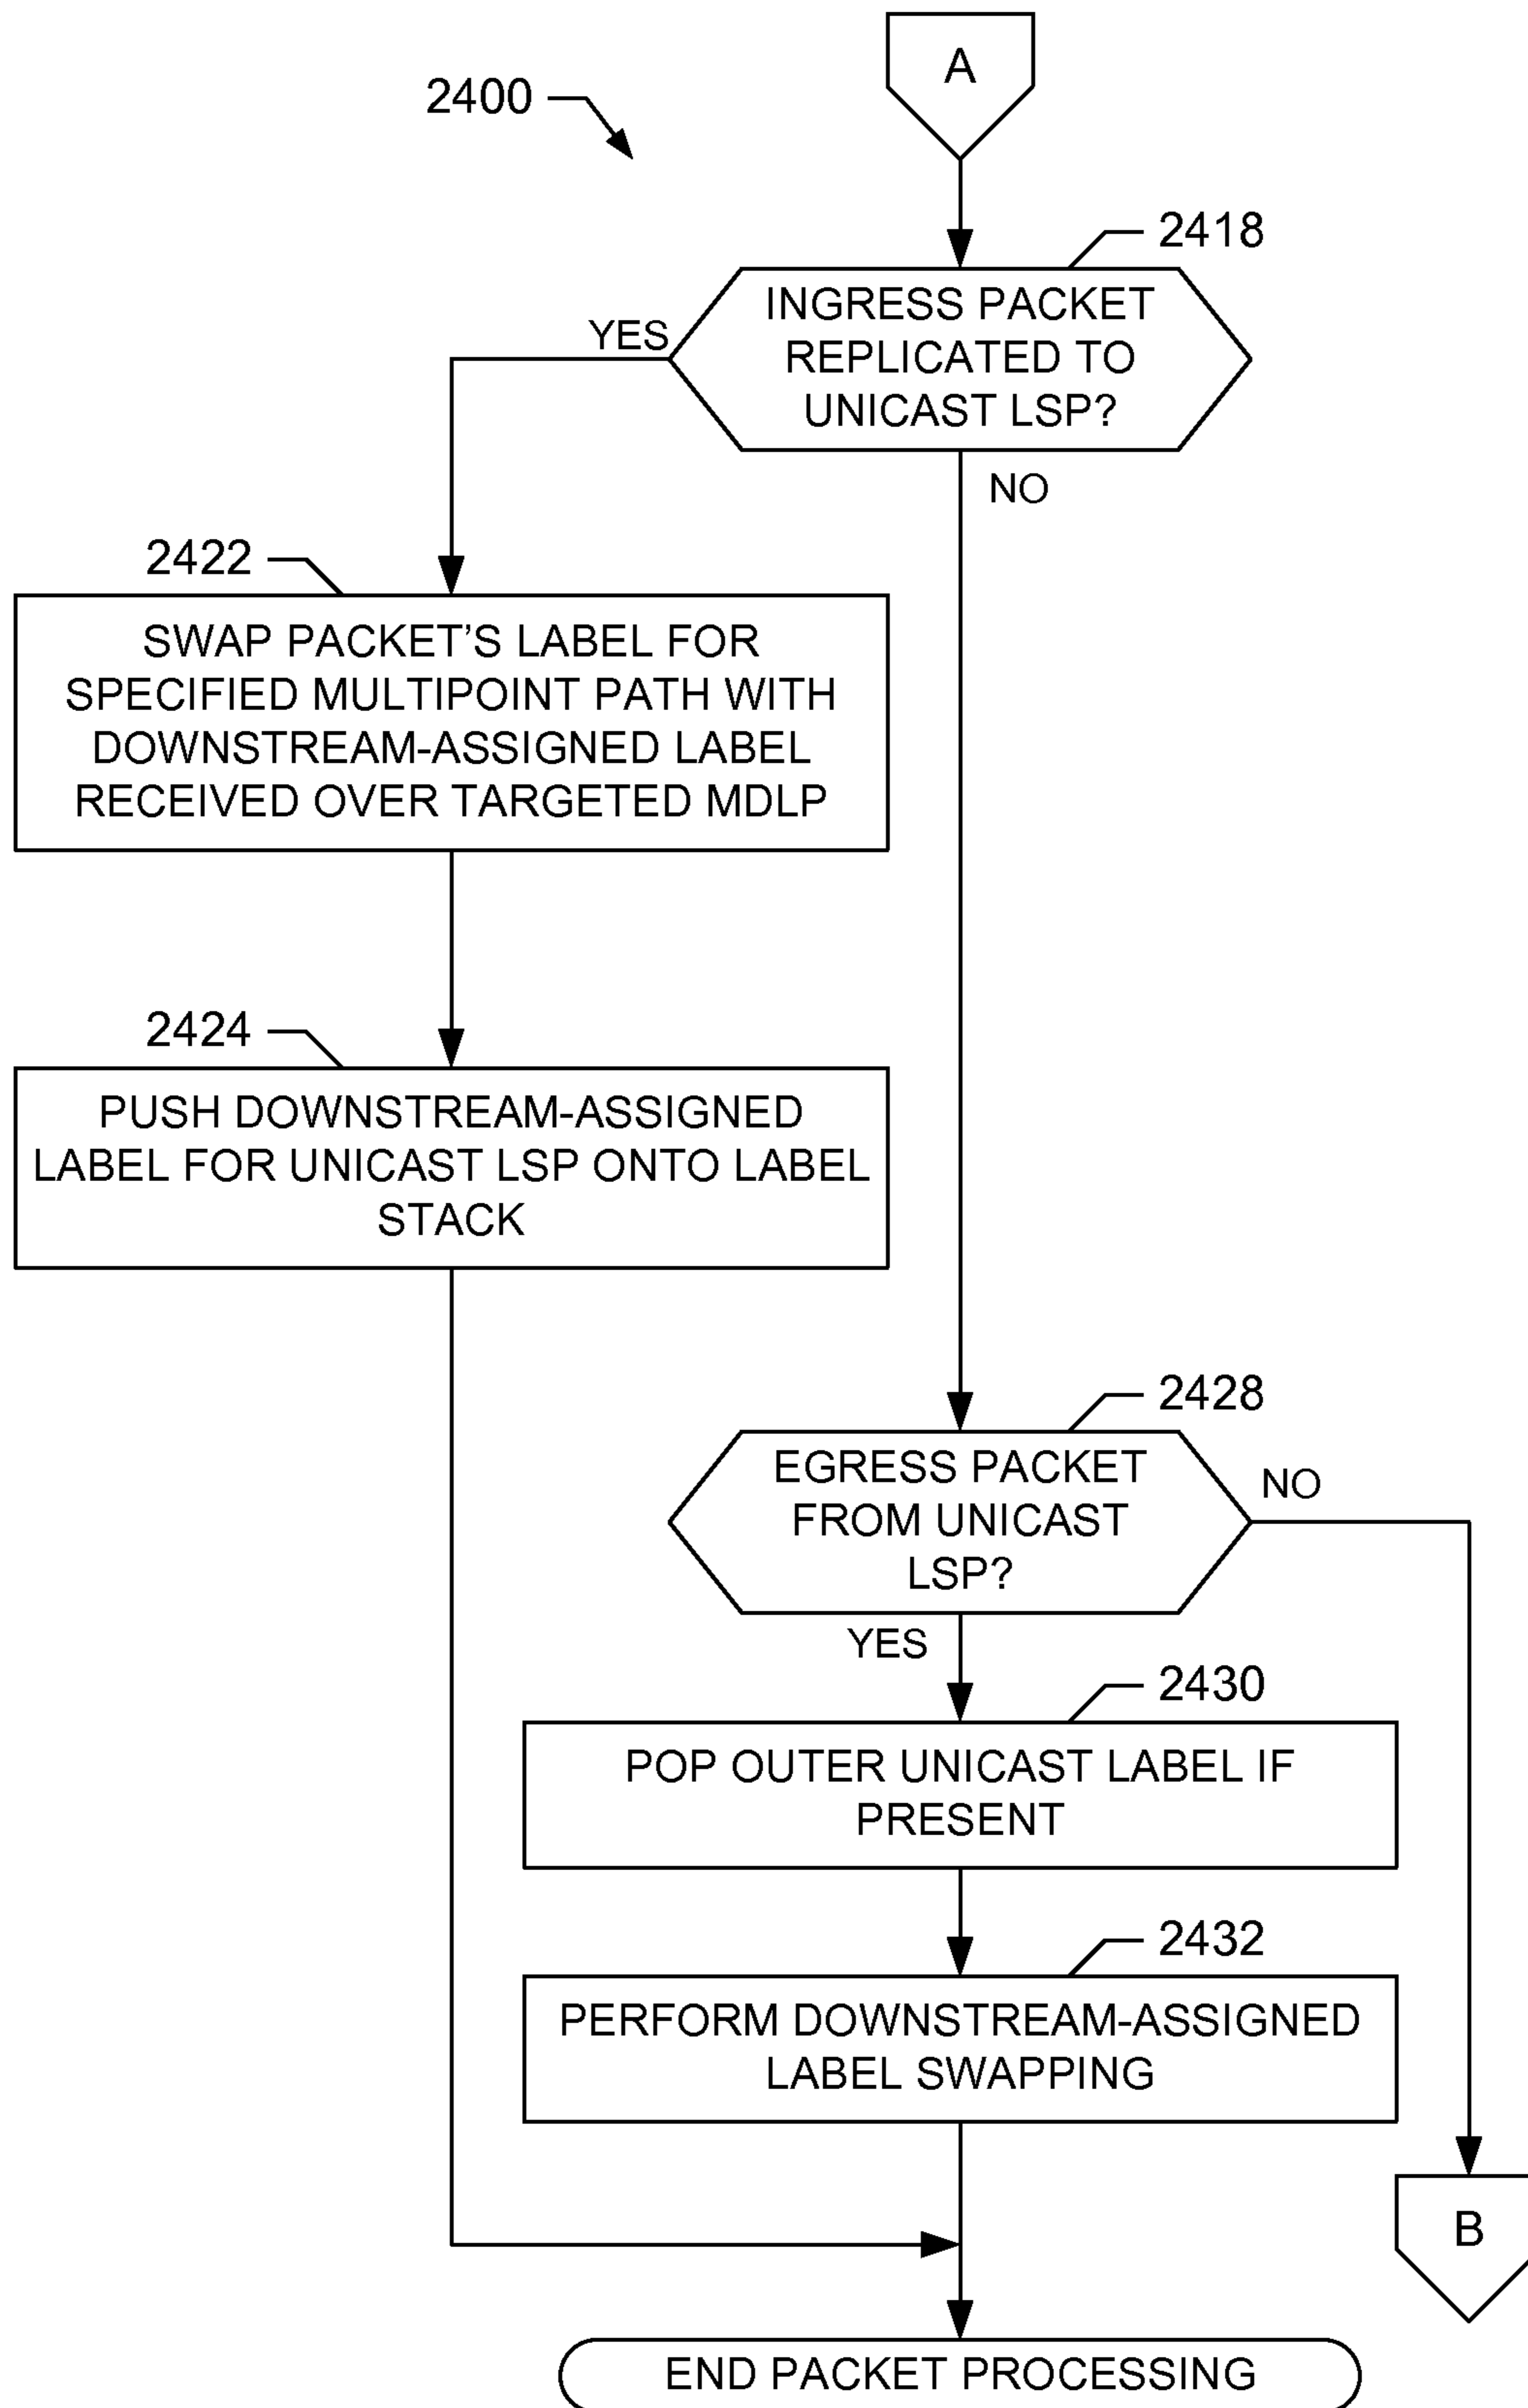 A
2400
2418
INGRESS PACKET
REPLICATED TO
UNICAST LSP?
YES
NO
2422
SWAP PACKET’S LABEL FOR
SPECIFIED MULTIPOINT PATH WITH
DOWNSTREAM-ASSIGNED LABEL
RECEIVED OVER TARGETED MDLP
2424
PUSH DOWNSTREAM-ASSIGNED
LABEL FOR UNICAST LSP ONTO LABEL
STACK
2428
EGRESS PACKET
FROM UNICAST
LSP?
NO
YES
2430
POP OUTER UNICAST LABEL IF
PRESENT
2432
PERFORM DOWNSTREAM-ASSIGNED
LABEL SWAPPING
B
END PACKET PROCESSING